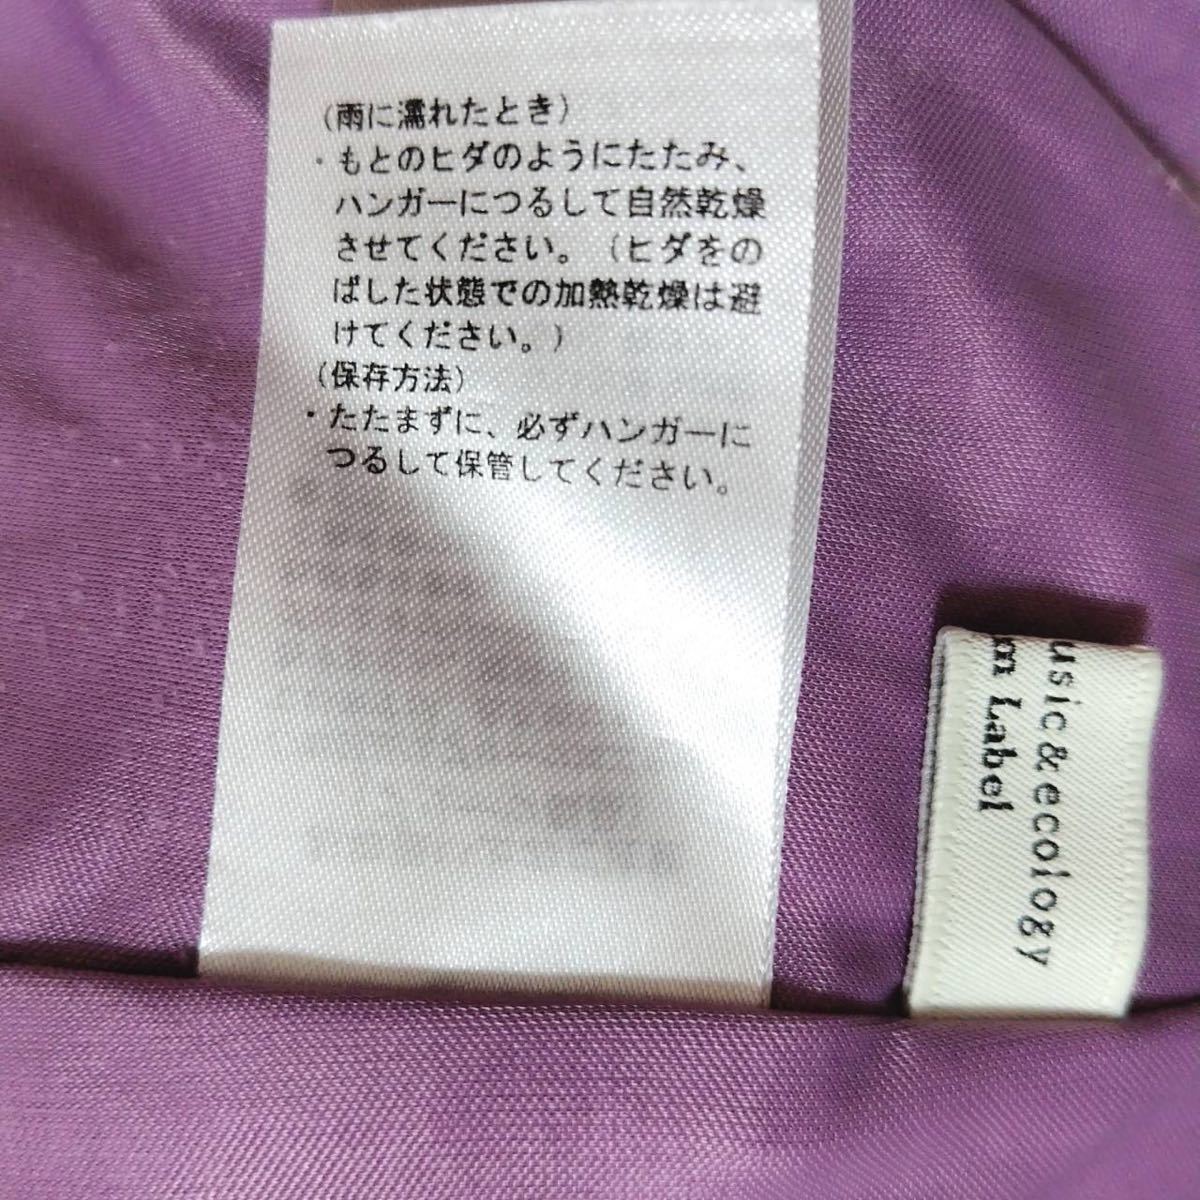 (雨に濡れたとき)
・もとのヒダのようにたたみ、
ハンガーにつるして自然乾燥
させてください。(ヒダをの
ばした状態での加熱乾燥は避
けてください。)
(保存方法)
・たたまずに、必ずハンガーに
つるして保管してください。
usic&ecology
m Label